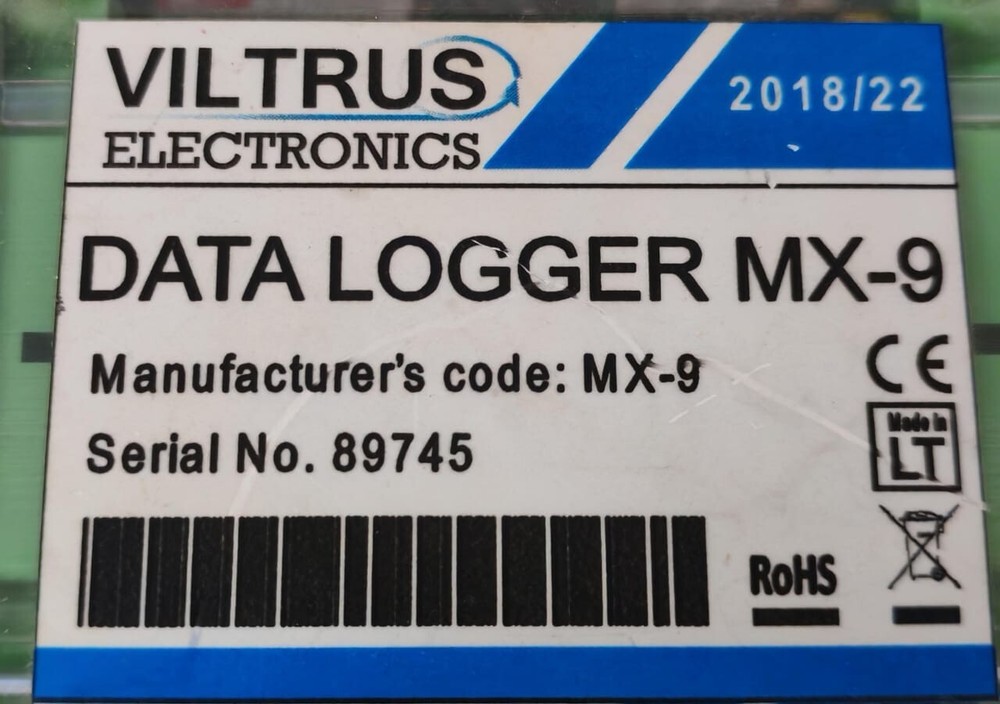 VILTRUS
ELECTRONICS
2018/22
DATA LOGGER MX-9
Manufacturer's code: MX-9
Serial No. 89745
CE
Made in
LT
RoHS